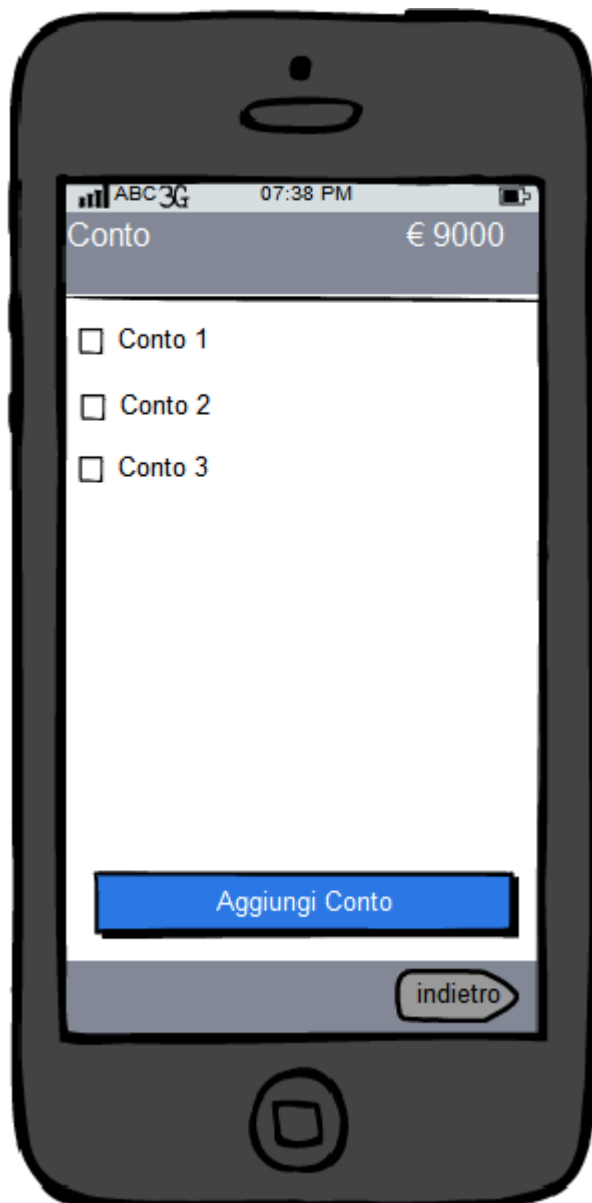 ABC 3G 07:38 PM
Conto € 9000
Conto 1
Conto 2
Conto 3
Aggiungi Conto
indietro